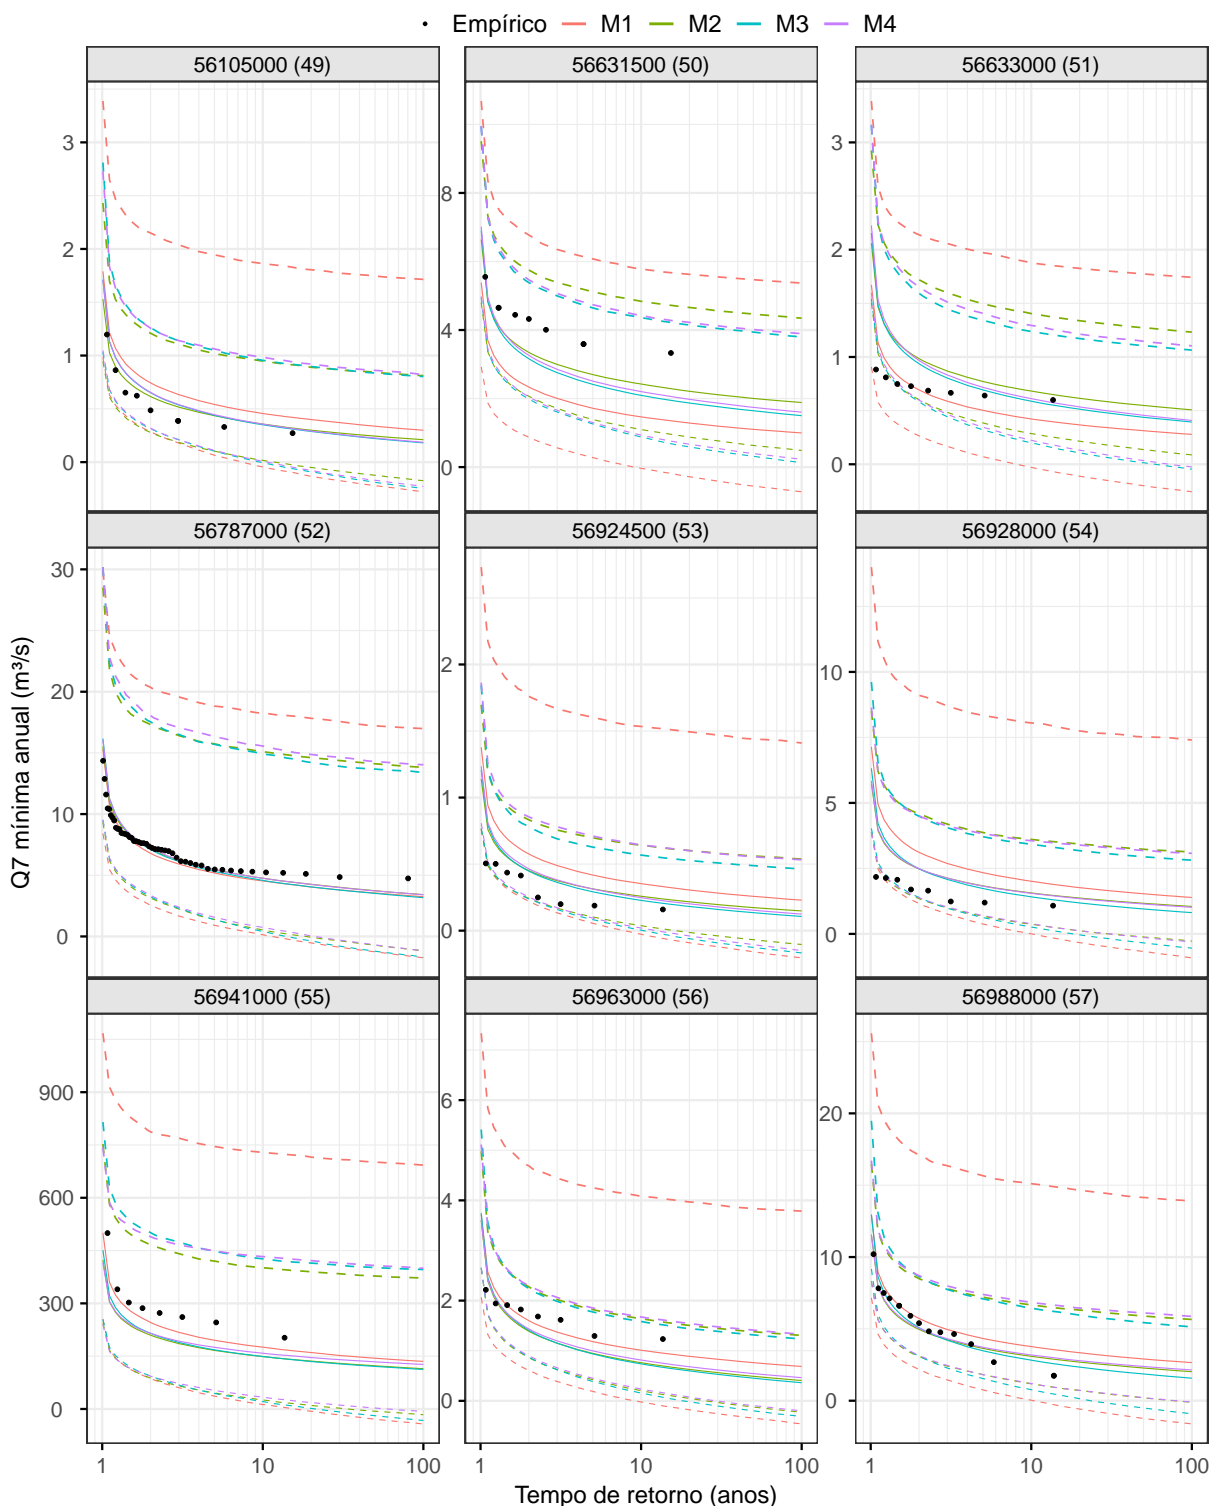 Empírico M1 M2 M3 M4
56105000 (49) 56631500 (50) 56633000 (51)
3 2 1 0
8 4 0
3 2 1 0
56787000 (52) 56924500 (53) 56928000 (54)
30 20 10 0
2 1 0
10 5 0
56941000 (55) 56963000 (56) 56988000 (57)
900 600 300 0
6 4 2 0
20 10 0
1 10 100 1 10 100 1 10 100
Q7 mínima anual (m³/s)
Tempo de retorno (anos)